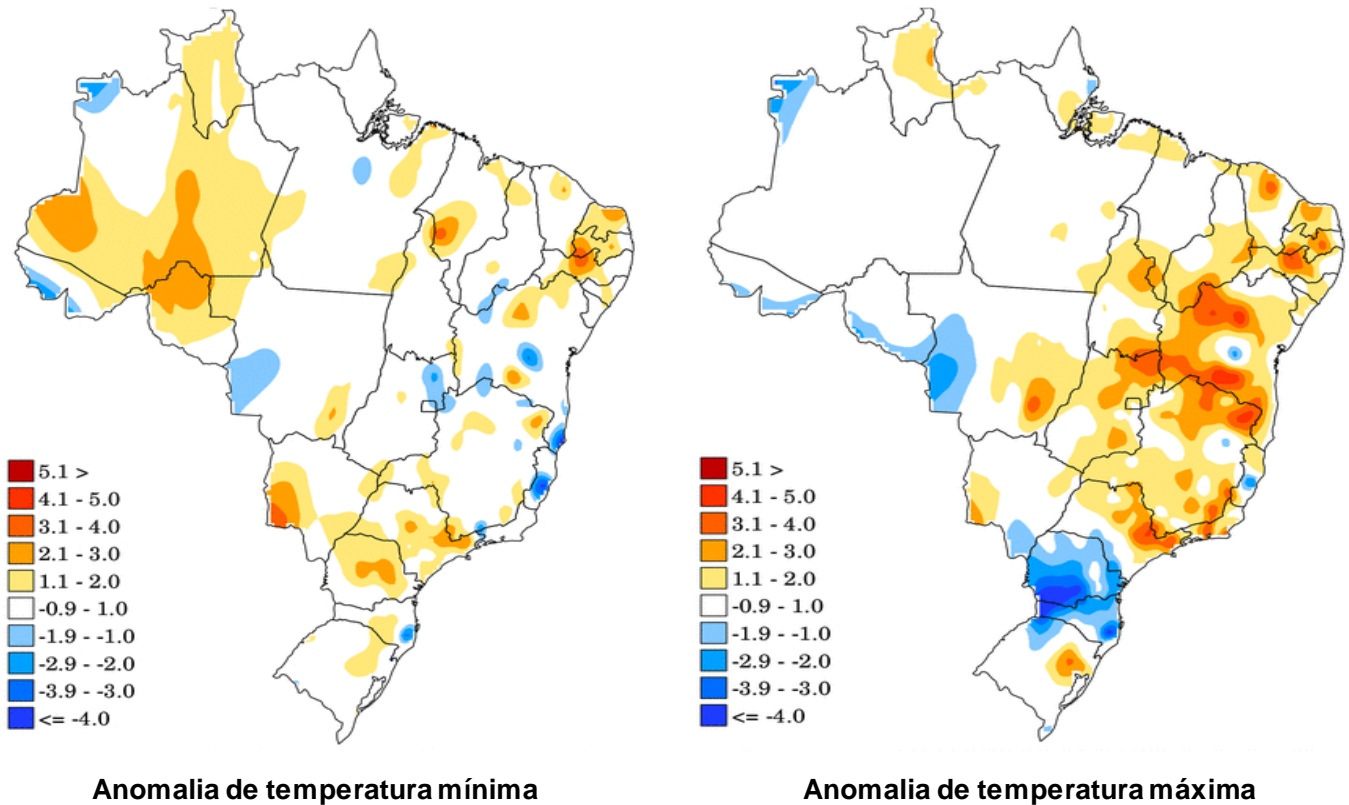 5.1 >
4.1 - 5.0
3.1 - 4.0
2.1 - 3.0
1.1 - 2.0
-0.9 - 1.0
-1.9 - -1.0
-2.9 - -2.0
-3.9 - -3.0
<= -4.0
Anomalia de temperatura mínima
5.1 >
4.1 - 5.0
3.1 - 4.0
2.1 - 3.0
1.1 - 2.0
-0.9 - 1.0
-1.9 - -1.0
-2.9 - -2.0
-3.9 - -3.0
<= -4.0
Anomalia de temperatura máxima